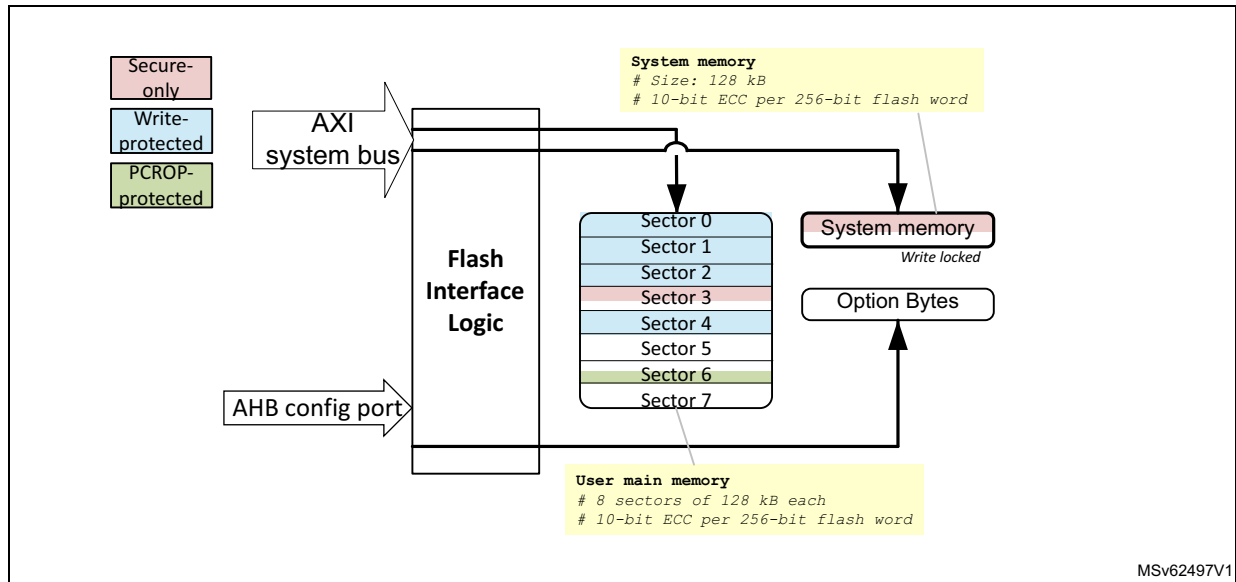 Secure-
only
Write-
protected
PCROP-
protected
AXI
system bus
AHB config port
Flash
Interface
Logic
System memory
# Size: 128 kB
# 10-bit ECC per 256-bit flash word
Sector 0
Sector 1
Sector 2
Sector 3
Sector 4
Sector 5
Sector 6
Sector 7
System memory
Write locked
Option Bytes
User main memory
# 8 sectors of 128 kB each
# 10-bit ECC per 256-bit flash word
MSv62497V1